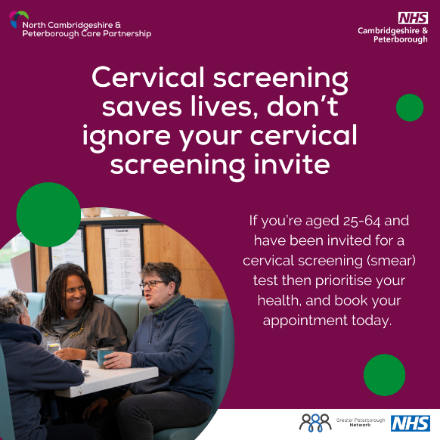 North Cambridgeshire &
Peterborough Care Partnership
NHS
Cambridgeshire &
Peterborough
Cervical screening
saves lives, don't
ignore your cervical
screening invite
If you're aged 25-64 and
have been invited for a
cervical screening (smear)
test then prioritise your
health, and book your
appointment today.
Greater Peterborough
Network
NHS